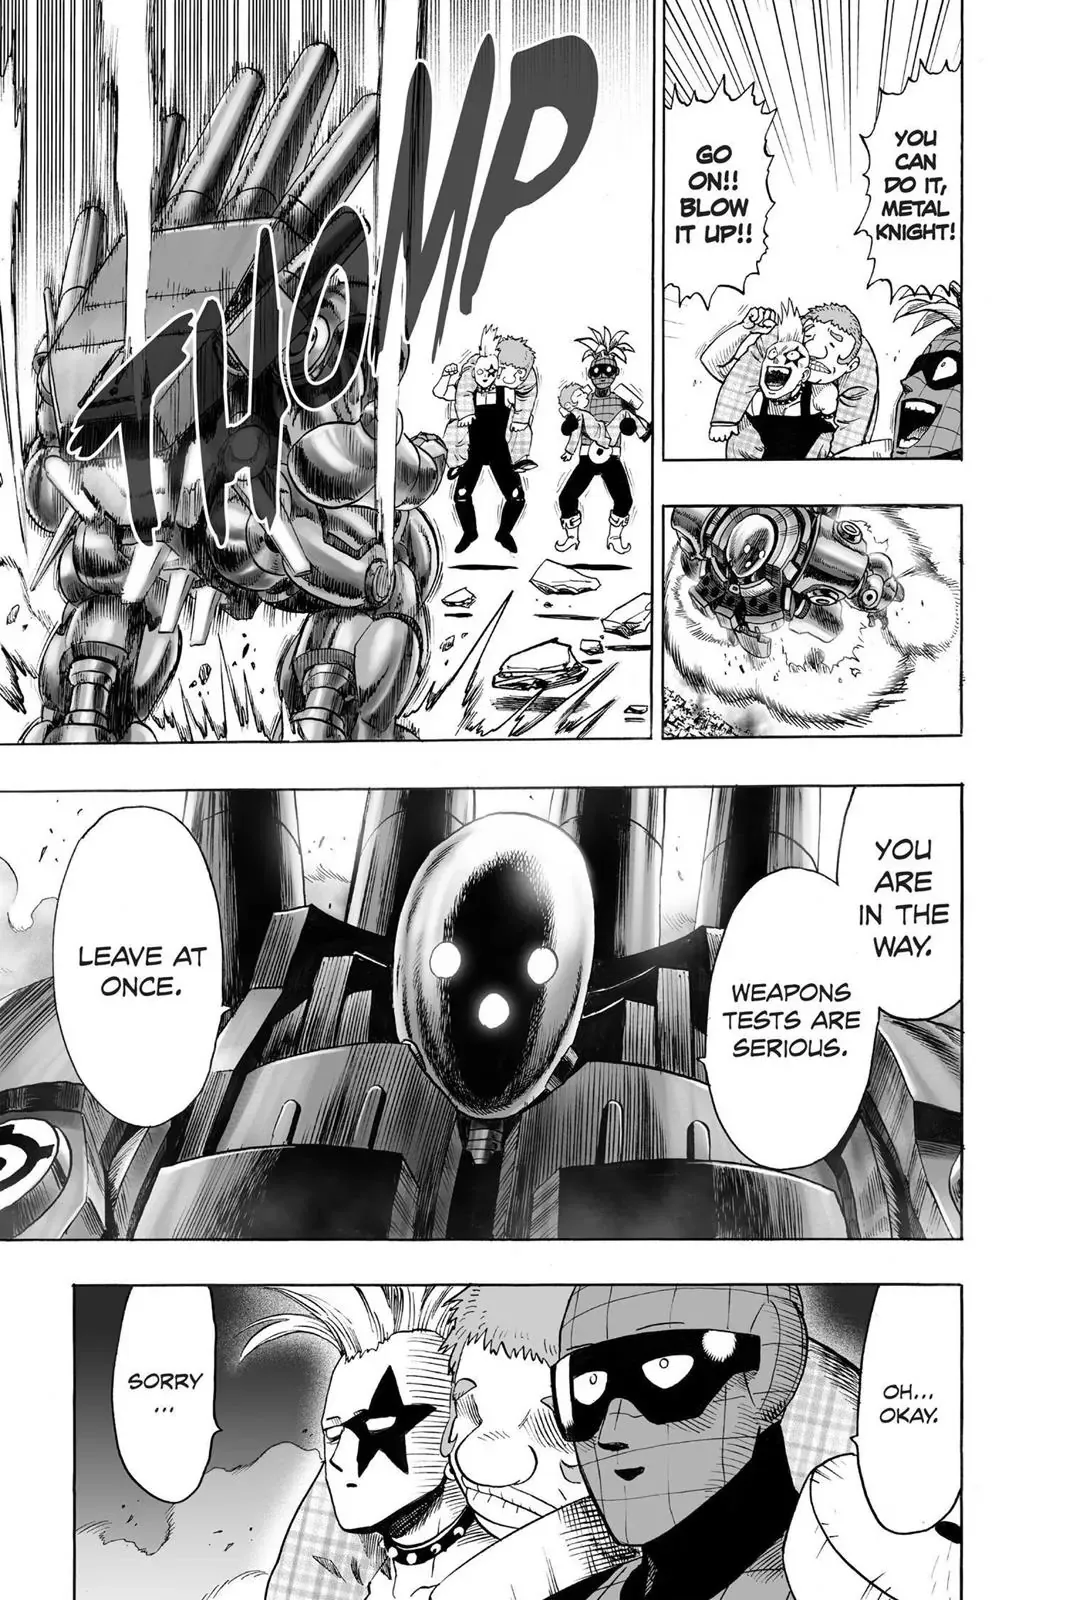 YOU
CAN
DO IT,
METAL
KNIGHT!
GO
ON!!
BLOW
IT UP!!
THOMP
YOU
ARE
IN THE
WAY.
WEAPONS
TESTS ARE
SERIOUS.
LEAVE AT
ONCE.
OH...
OKAY.
SORRY
...